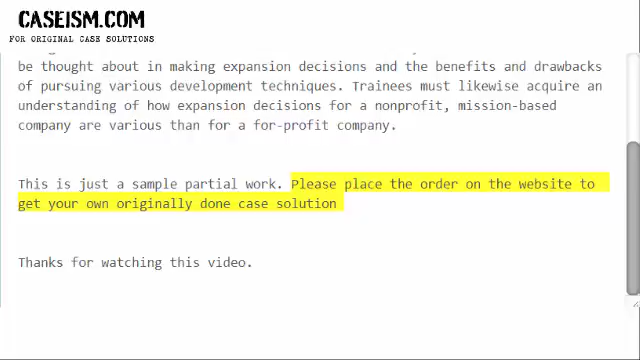 CASEISM.COM
FOR ORIGINAL CASE SOLUTIONS
be thought about in making expansion decisions and the benefits and drawbacks
of pursuing various development techniques. Trainees must likewise acquire an
understanding of how expansion decisions for a nonprofit, mission-based
company are various than for a for-profit company.
This is just a sample partial work. Please place the order on the website to
get your own originally done case solution
Thanks for watching this video.